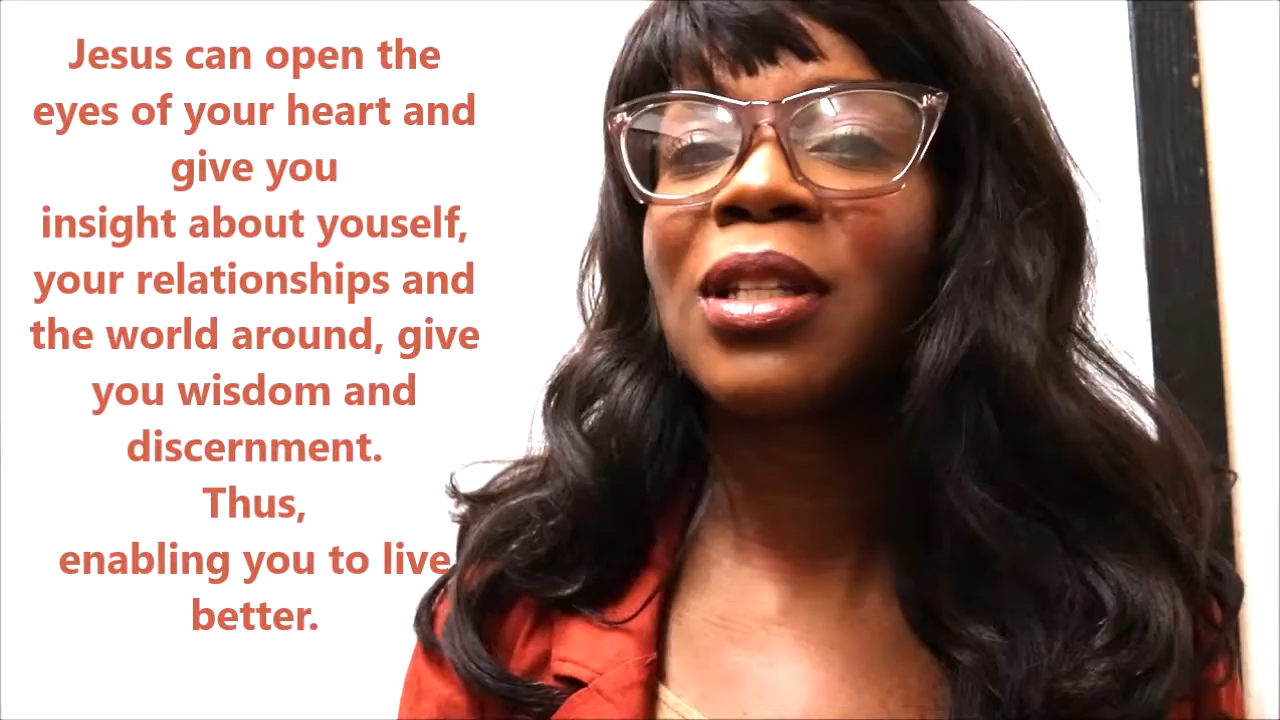 Jesus can open the
eyes of your heart and
give you
insight about youself,
your relationships and
the world around, give
you wisdom and
discernment.
Thus,
enabling you to live
better.